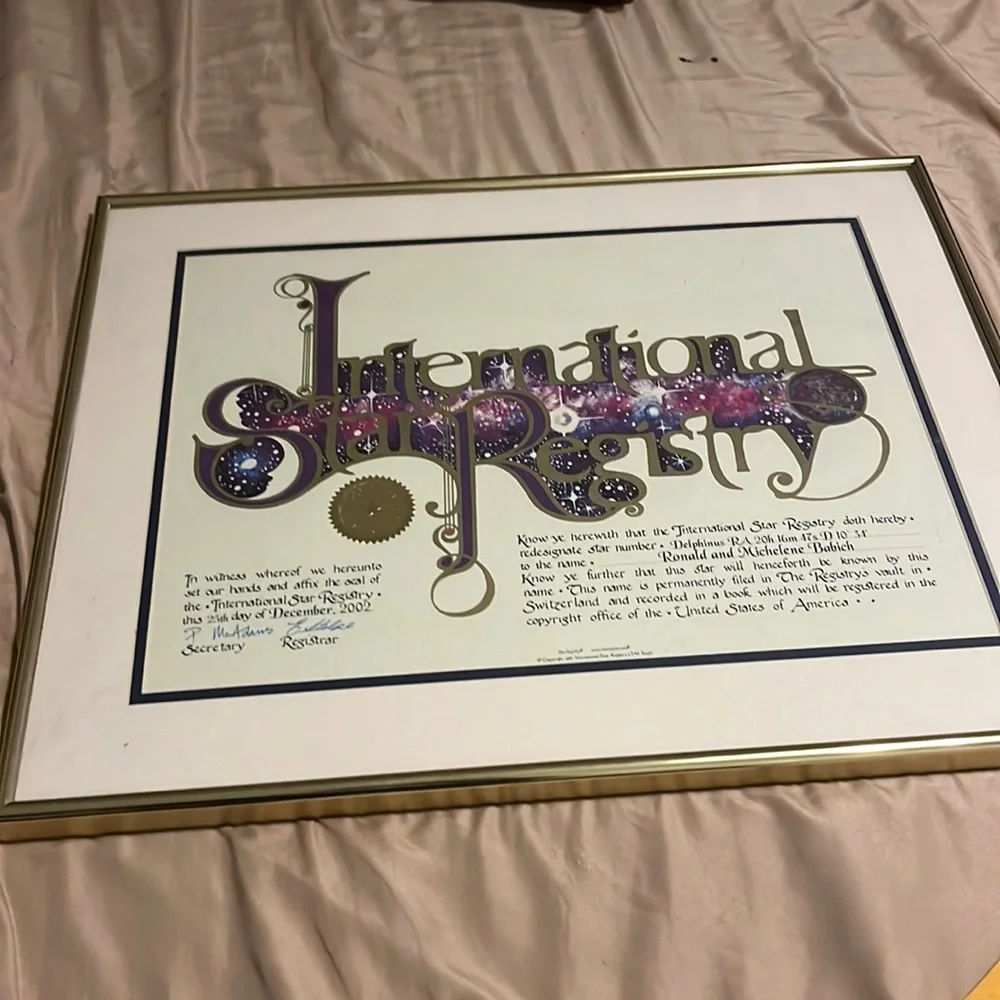 International
Star Registry
Know ye herewith that the International Star Registry doth hereby •
redesignate star number • Delphinus RA 20h 16m 47s D 10° 34'
to the name • Ronald and Michelene Babich
Know ye further that this star will henceforth be known by this
name • This name is permanently filed in The Registry's vault in •
Switzerland and recorded in a book which will be registered in the
copyright office of the • United States of America • •
In witness whereof we hereunto
set our hands and affix the seal of
the • International Star Registry •
this 25th day of December, 2002
P McAdams
Secretary Registrar